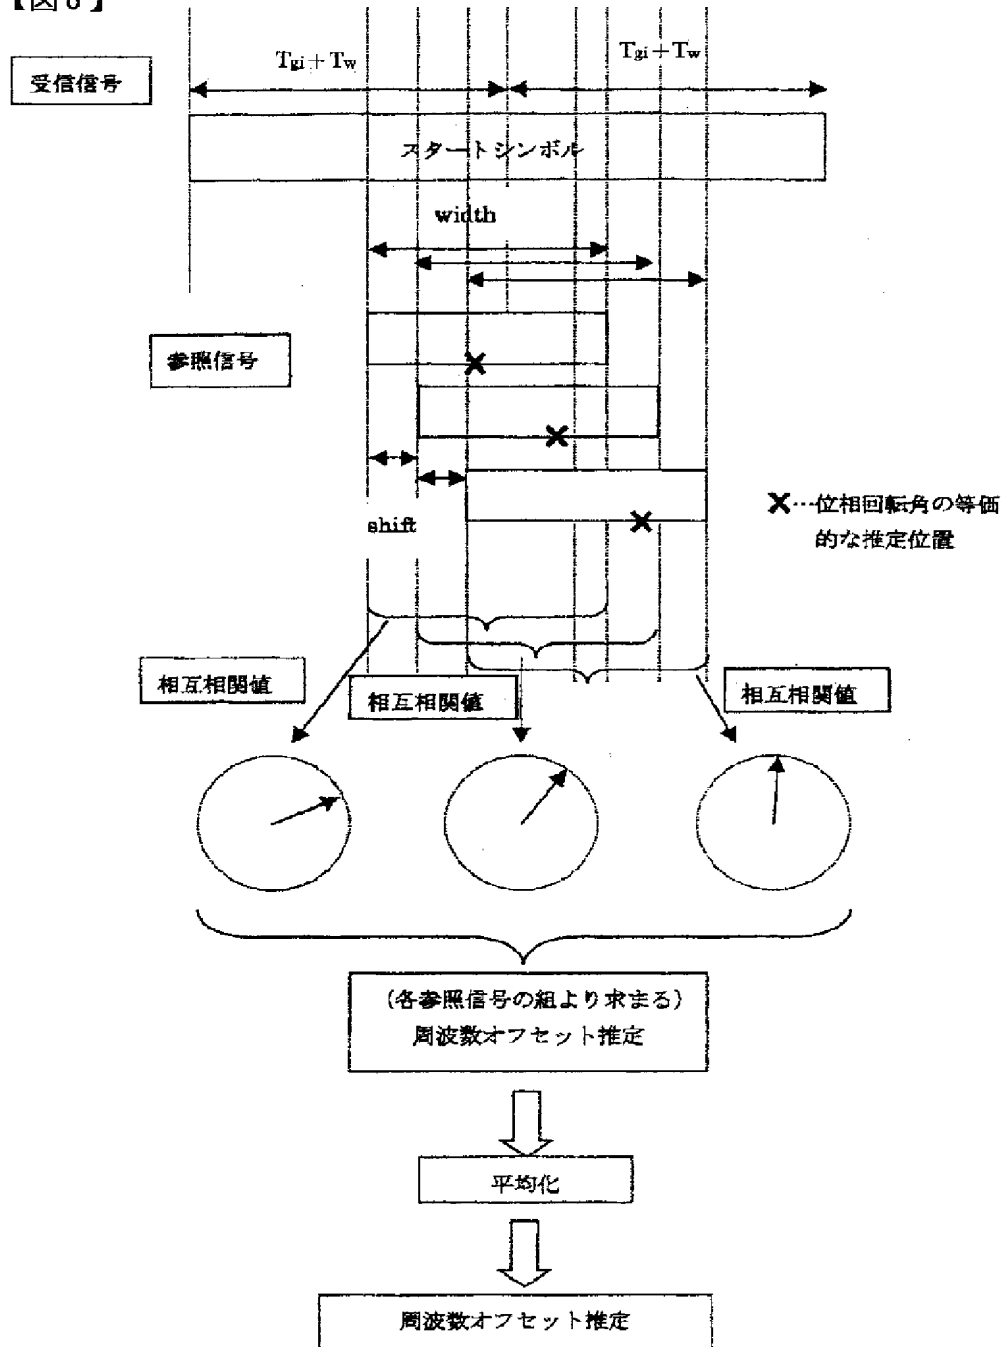 T_gi+T_w
T_gi+T_w
受信信号
スタートシンボル
width
参照信号
shift
×…位相回転角の等価
的な推定位置
相互相関値
相互相関値
相互相関値
(各参照信号の組より求まる)
周波数オフセット推定
平均化
周波数オフセット推定